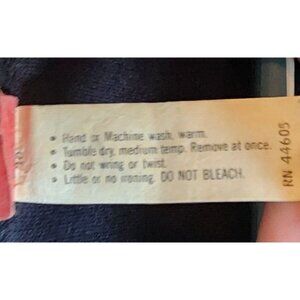 • Hand or Machine wash, warm.
• Tumble dry, medium temp. Remove at once.
• Do not wring or twist.
• Little or no ironing. DO NOT BLEACH.
RN 44605